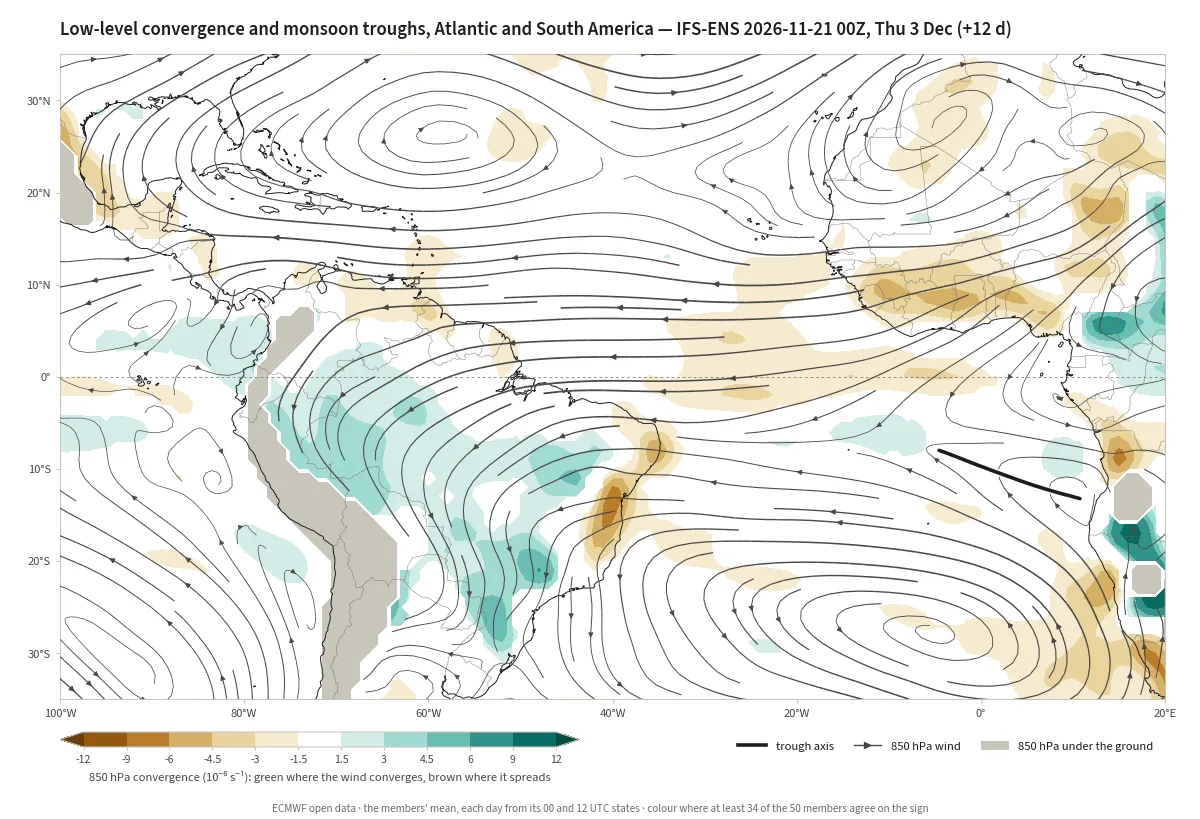 Low-level convergence and monsoon troughs, Atlantic and South America — IFS-ENS 2026-11-21 00Z, Thu 3 Dec (+12 d)
30°N
20°N
10°N
0°
10°S
20°S
30°S
100°W 80°W 60°W 40°W 20°W 0° 20°E
-12 -9 -6 -4.5 -3 -1.5 1.5 3 4.5 6 9 12
850 hPa convergence (10⁻⁶ s⁻¹): green where the wind converges, brown where it spreads
trough axis 850 hPa wind 850 hPa under the ground
ECMWF open data · the members' mean, each day from its 00 and 12 UTC states · colour where at least 34 of the 50 members agree on the sign